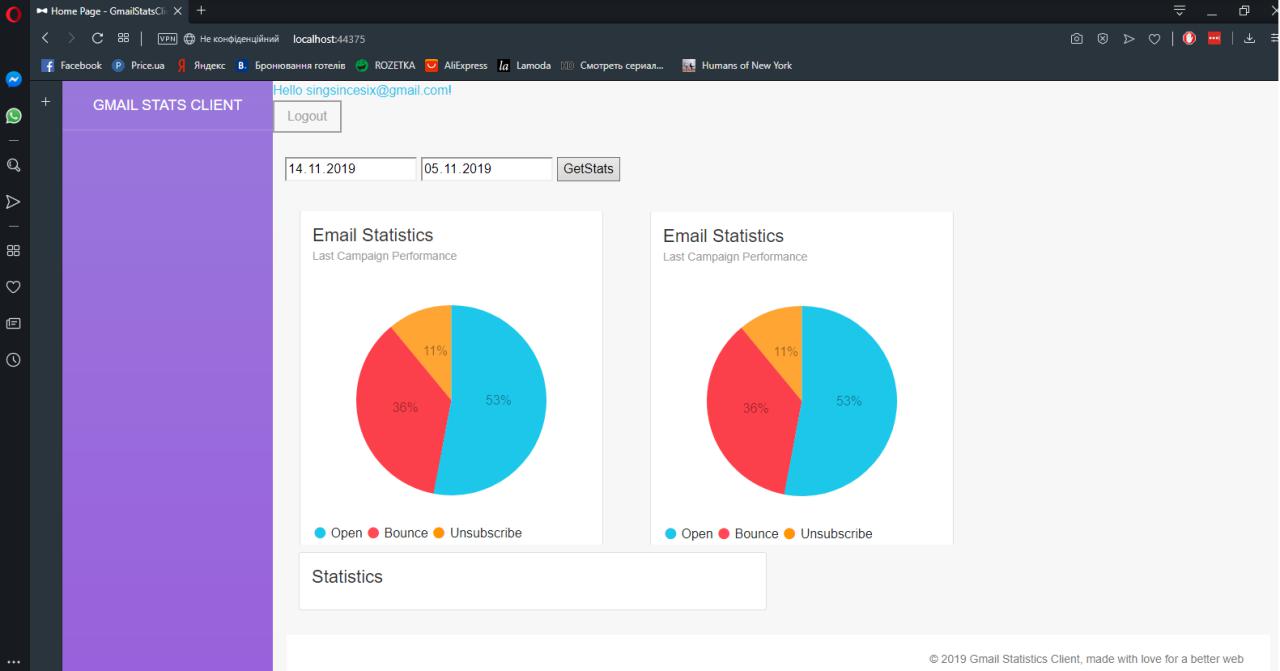 Home Page - GmailStatsCli
VPN Не конфіденційний localhost:44375
Facebook Price.ua Яндекс B. Бронювання готелів ROZETKA AliExpress la Lamoda HD Смотреть сериал... Humans of New York
GMAIL STATS CLIENT
Hello singsincesix@gmail.com!
Logout
14.11.2019 05.11.2019 GetStats
Email Statistics
Last Campaign Performance
11%
36%
53%
Open Bounce Unsubscribe
Email Statistics
Last Campaign Performance
11%
36%
53%
Open Bounce Unsubscribe
Statistics
© 2019 Gmail Statistics Client, made with love for a better web